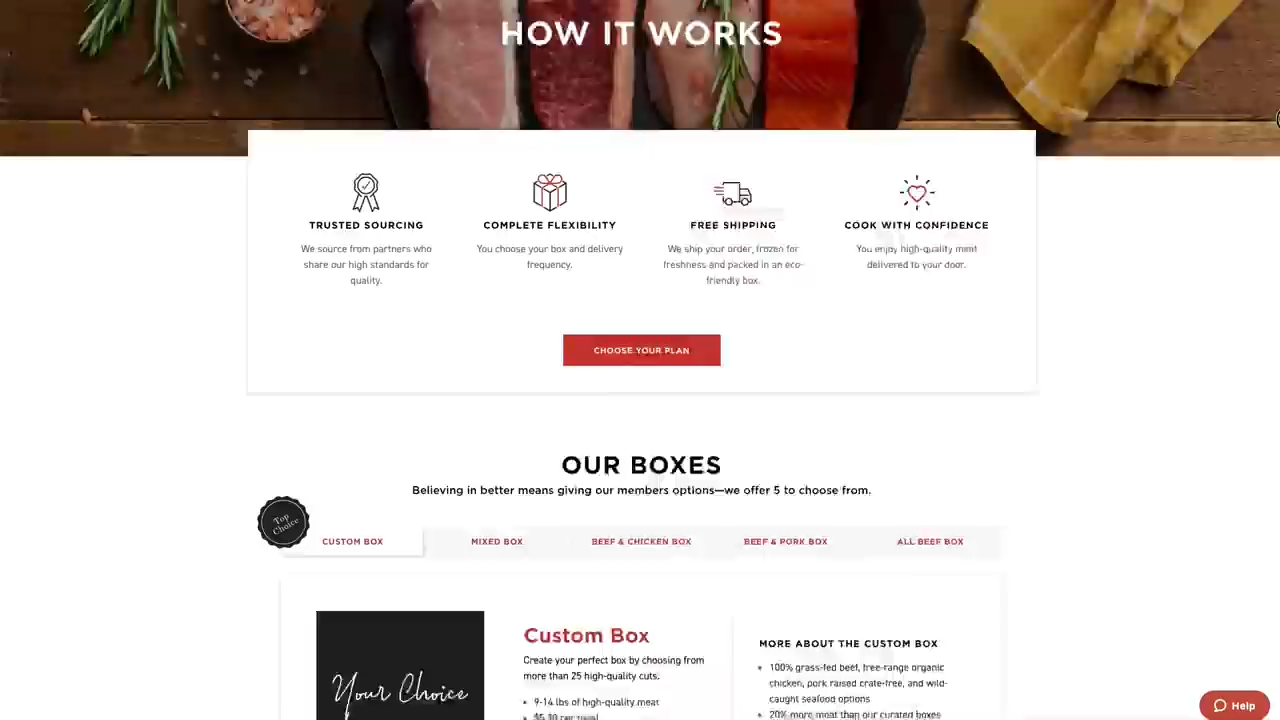 HOW IT WORKS
TRUSTED SOURCING
We source from partners who
share our high standards for
quality.
COMPLETE FLEXIBILITY
You choose your box and delivery
frequency.
FREE SHIPPING
We ship your order, frozen for
freshness and packed in an eco-
friendly box.
COOK WITH CONFIDENCE
You enjoy high-quality meat
delivered to your door.
CHOOSE YOUR PLAN
OUR BOXES
Believing in better means giving our members options—we offer 5 to choose from.
Top
Choice
CUSTOM BOX
MIXED BOX
BEEF & CHICKEN BOX
BEEF & PORK BOX
ALL BEEF BOX
Your Choice
Custom Box
Create your perfect box by choosing from
more than 25 high-quality cuts.
9-14 lbs of high-quality meat
per meal
MORE ABOUT THE CUSTOM BOX
100% grass-fed beef, free-range organic
chicken, pork raised crate-free, and wild-
caught seafood options
20% more meat than our curated boxes
Help